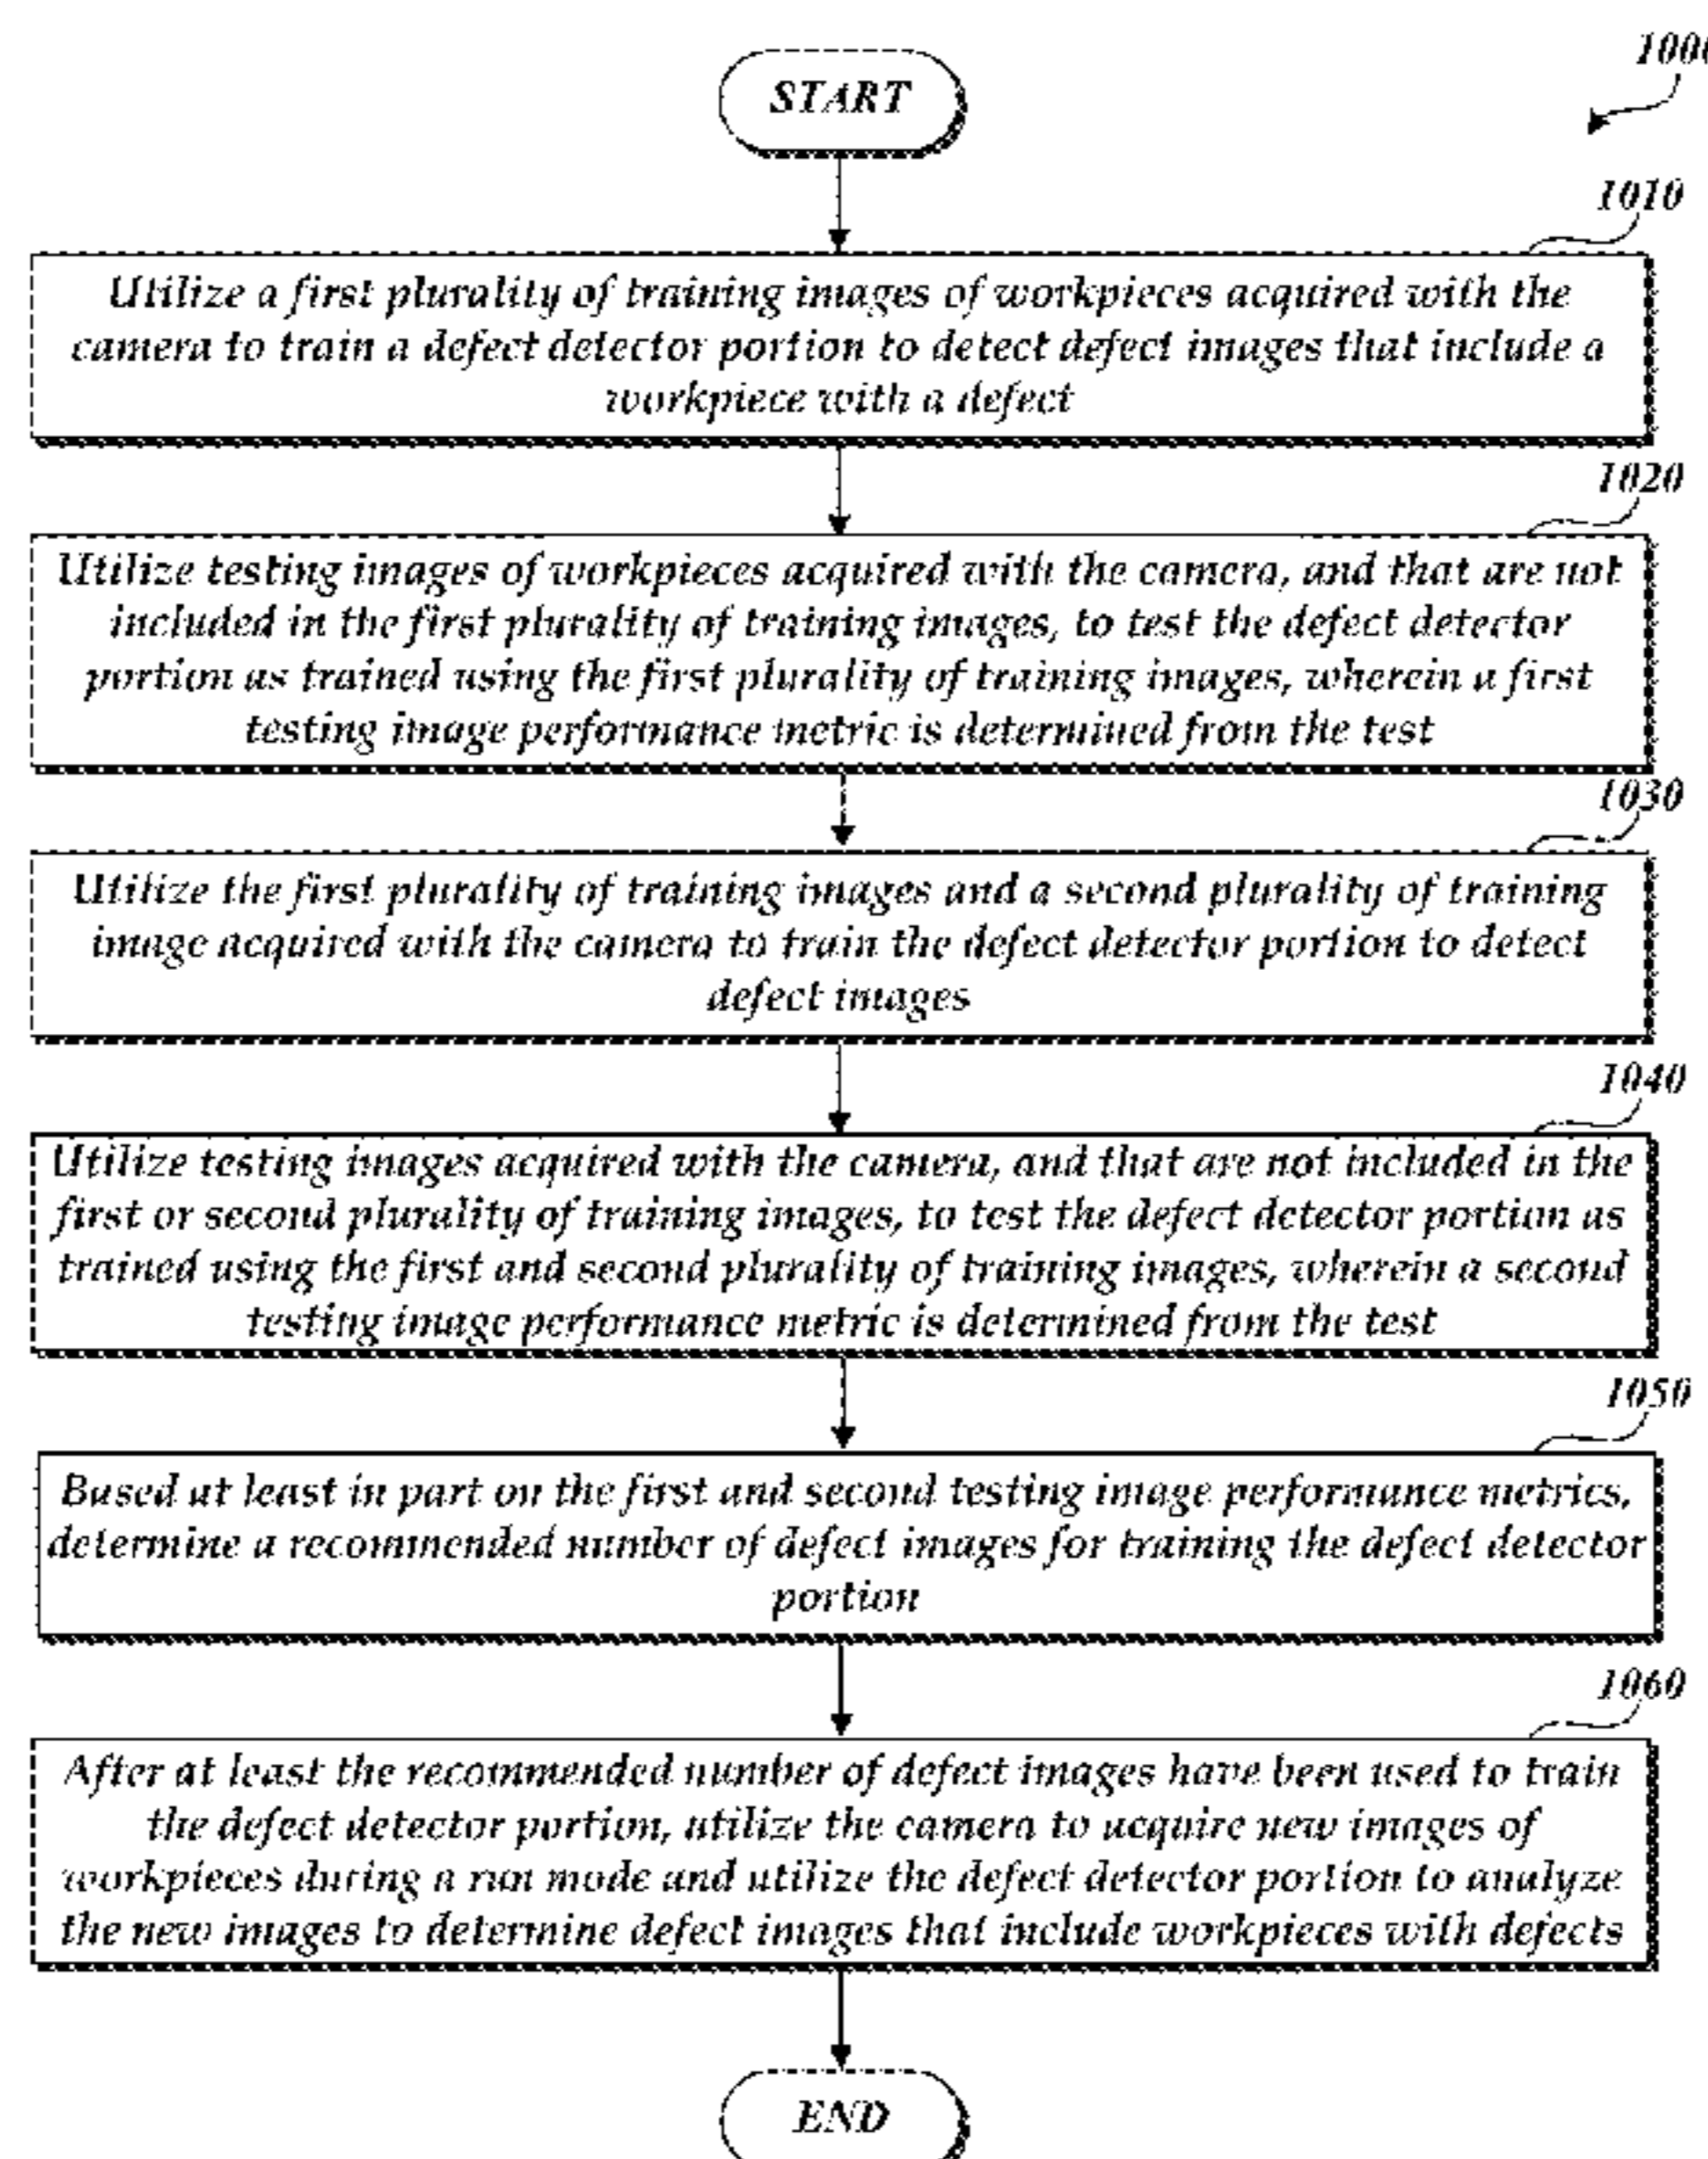 1000
START
1010
Utilize a first plurality of training images of workpieces acquired with the
camera to train a defect detector portion to detect defect images that include a
workpiece with a defect
1020
Utilize testing images of workpieces acquired with the camera, and that are not
included in the first plurality of training images, to test the defect detector
portion as trained using the first plurality of training images, wherein a first
testing image performance metric is determined from the test
1030
Utilize the first plurality of training images and a second plurality of training
image acquired with the camera to train the defect detector portion to detect
defect images
1040
Utilize testing images acquired with the camera, and that are not included in the
first or second plurality of training images, to test the defect detector portion as
trained using the first and second plurality of training images, wherein a second
testing image performance metric is determined from the test
1050
Based at least in part on the first and second testing image performance metrics,
determine a recommended number of defect images for training the defect detector
portion
1060
After at least the recommended number of defect images have been used to train
the defect detector portion, utilize the camera to acquire new images of
workpieces during a run mode and utilize the defect detector portion to analyze
the new images to determine defect images that include workpieces with defects
END